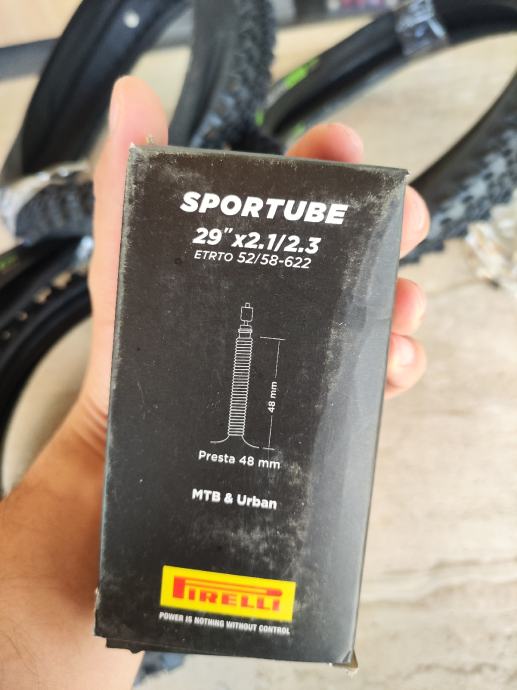 SPORTUBE
29"x2.1/2.3
ETRTO 52/58-622
48 mm
Presta 48 mm
MTB & Urban
PIRELLI
POWER IS NOTHING WITHOUT CONTROL